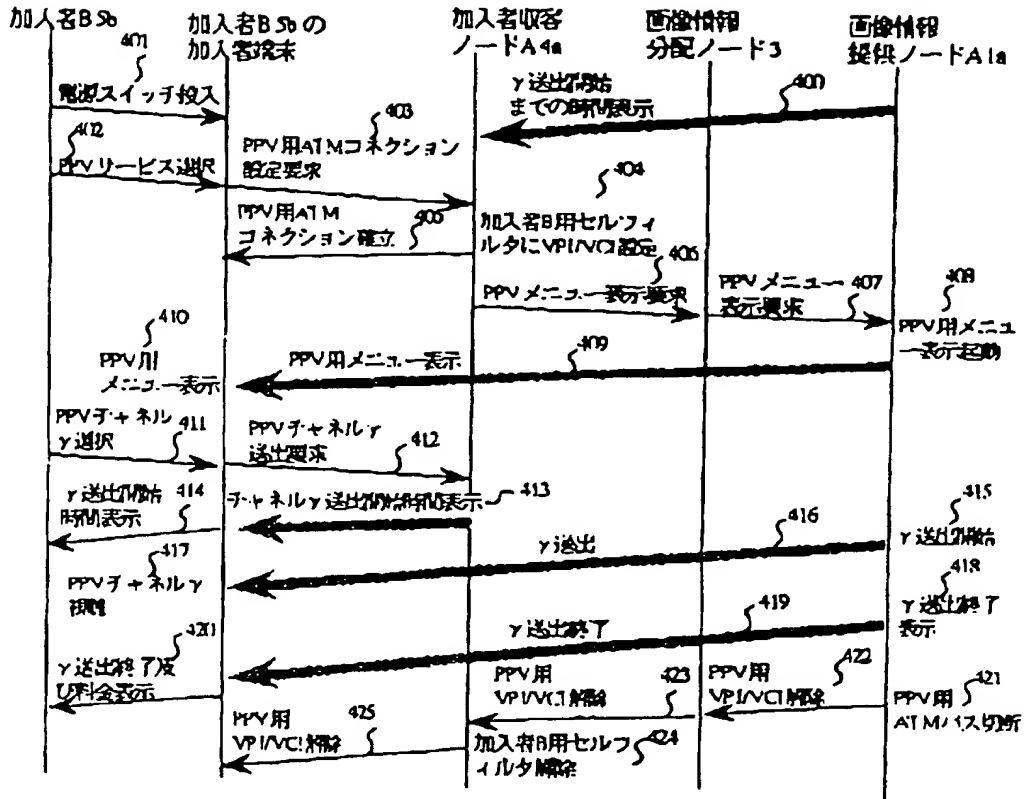 加入者B5b
加入者B5bの
加入者端末
加入者収容
ノードA4a
画像情報
分配ノード3
画像情報
提供ノードA1a
401
電源スイッチ投入
γ送出開始
までの時間表示
400
402
PPVサービス選択
403
PPV用ATMコネクション
設定要求
404
PPV用ATM
コネクション確立
405
加入者B用セルフィ
ルタにVPI/VCI設定
406
PPVメニュー表示要求
PPVメニュー
表示要求
407
408
PPV用メニュ
ー表示起動
410
PPV用
メニュー表示
PPV用メニュー表示
409
PPVチャネル
γ選択
411
PPVチャネルγ
送出要求
412
γ送出開始
時間表示
414
チャネルγ送出開始時間表示
413
415
γ送出開始
γ送出
416
417
PPVチャネルγ
視聴
418
γ送出終了
表示
γ送出終了
419
420
γ送出終了及
び料金表示
PPV用
VPI/VCI解除
423
PPV用
VPI/VCI解除
422
421
PPV用
ATMパス切断
PPV用
VPI/VCI解除
425
加入者B用セルフ
ィルタ解除
424